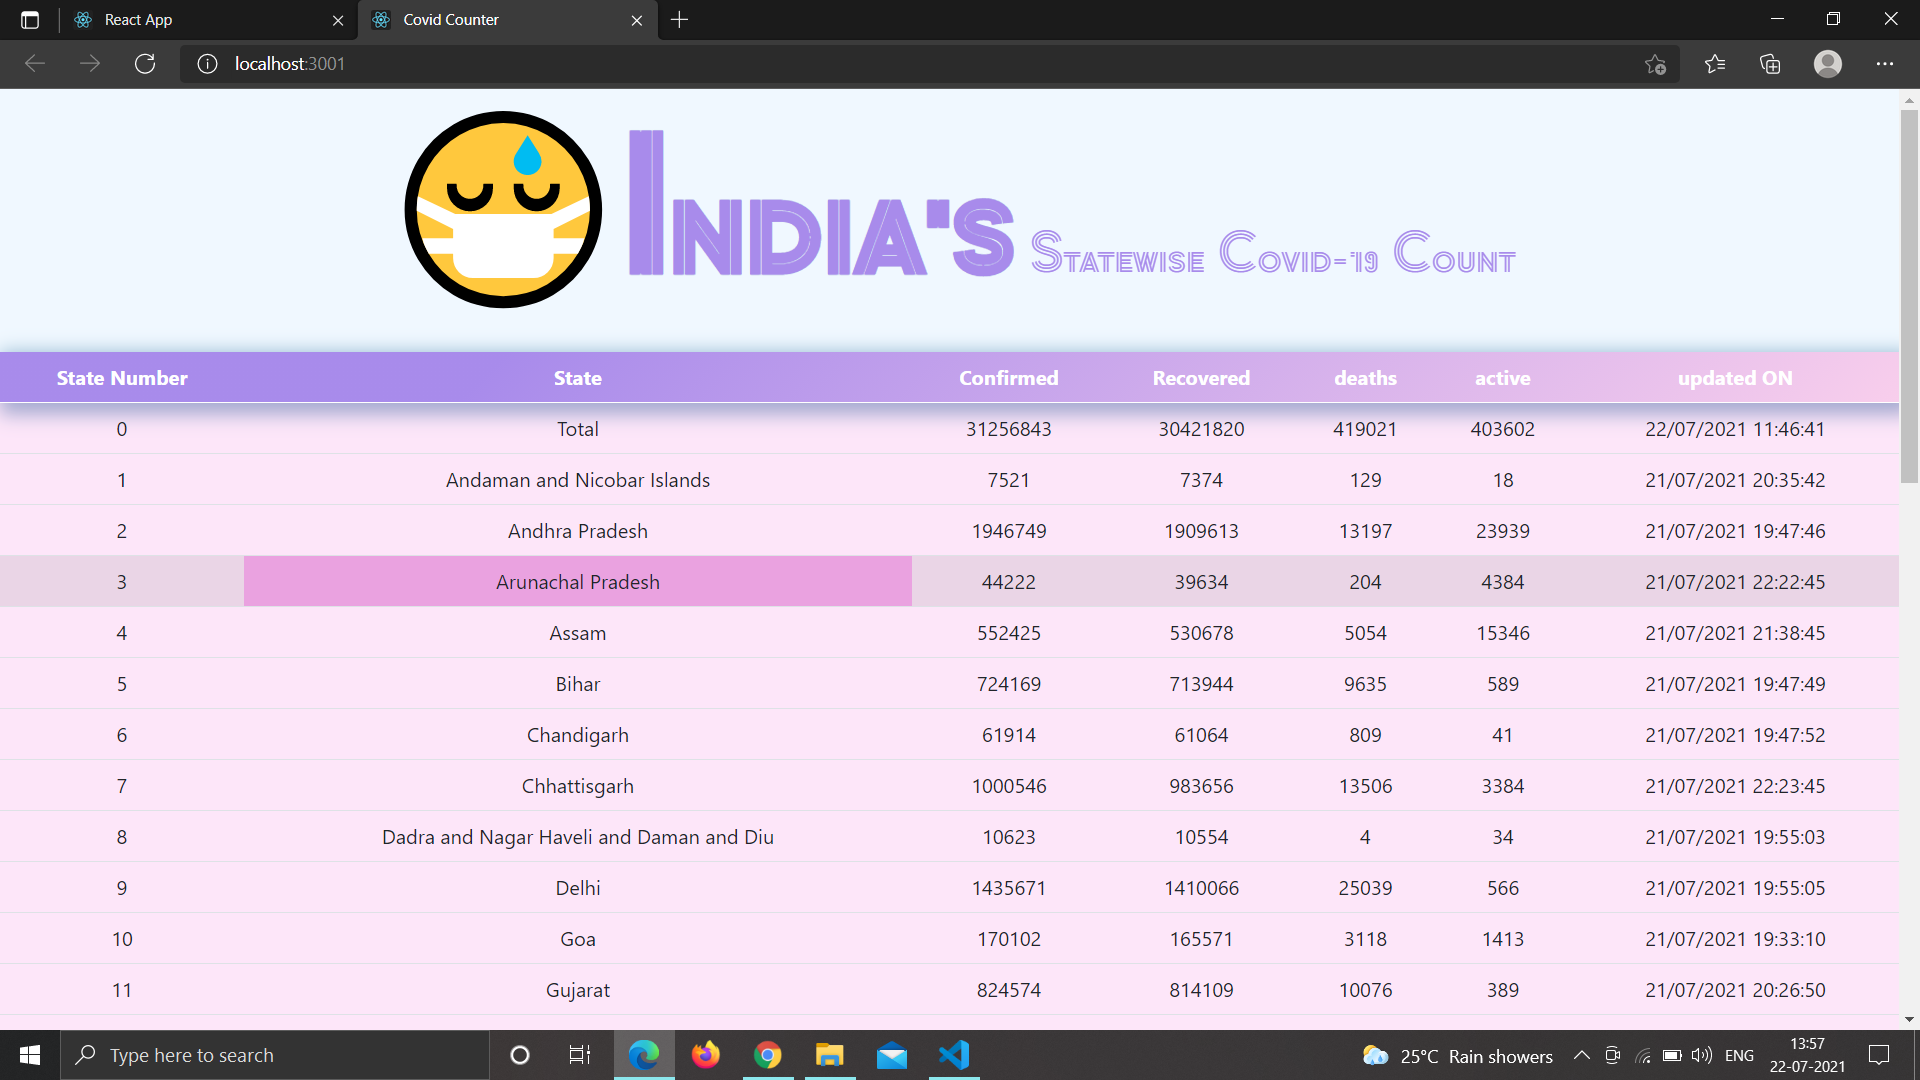 React App
Covid Counter
localhost:3001
India's Statewise Covid-19 Count
State Number State Confirmed Recovered deaths active updated ON
0 Total 31256843 30421820 419021 403602 22/07/2021 11:46:41
1 Andaman and Nicobar Islands 7521 7374 129 18 21/07/2021 20:35:42
2 Andhra Pradesh 1946749 1909613 13197 23939 21/07/2021 19:47:46
3 Arunachal Pradesh 44222 39634 204 4384 21/07/2021 22:22:45
4 Assam 552425 530678 5054 15346 21/07/2021 21:38:45
5 Bihar 724169 713944 9635 589 21/07/2021 19:47:49
6 Chandigarh 61914 61064 809 41 21/07/2021 19:47:52
7 Chhattisgarh 1000546 983656 13506 3384 21/07/2021 22:23:45
8 Dadra and Nagar Haveli and Daman and Diu 10623 10554 4 34 21/07/2021 19:55:03
9 Delhi 1435671 1410066 25039 566 21/07/2021 19:55:05
10 Goa 170102 165571 3118 1413 21/07/2021 19:33:10
11 Gujarat 824574 814109 10076 389 21/07/2021 20:26:50
Type here to search
25°C Rain showers
ENG
13:57
22-07-2021